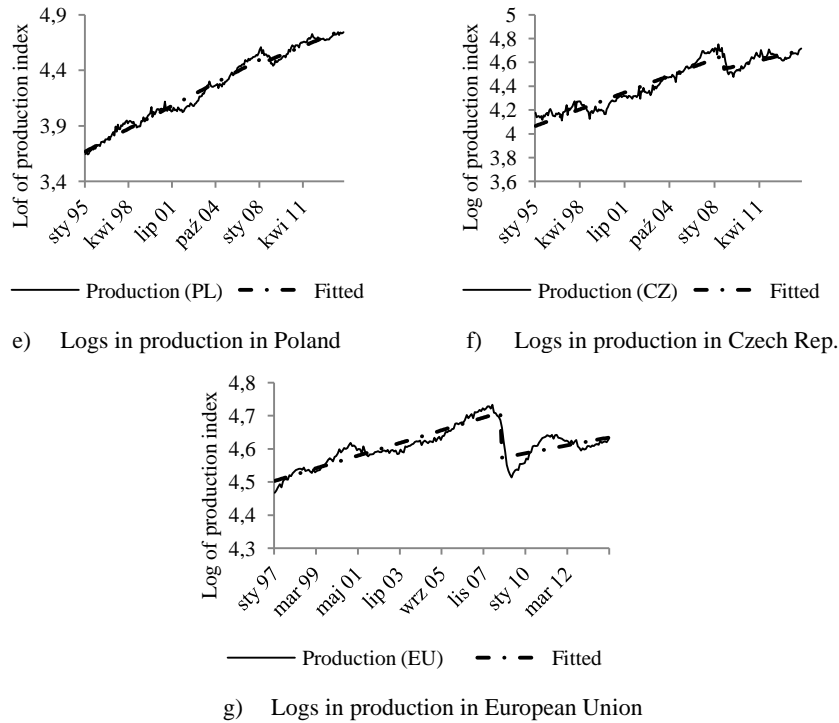 4,9
4,4
3,9
3,4
Lof of production index
sty 95
kwi 98
lip 01
paź 04
sty 08
kwi 11
Production (PL)
Fitted
e) Logs in production in Poland
5
4,8
4,6
4,4
4,2
4
3,8
3,6
Log of production index
sty 95
kwi 98
lip 01
paź 04
sty 08
kwi 11
Production (CZ)
Fitted
f) Logs in production in Czech Rep.
4,8
4,7
4,6
4,5
4,4
4,3
Log of production index
sty 97
mar 99
maj 01
lip 03
wrz 05
lis 07
sty 10
mar 12
Production (EU)
Fitted
g) Logs in production in European Union